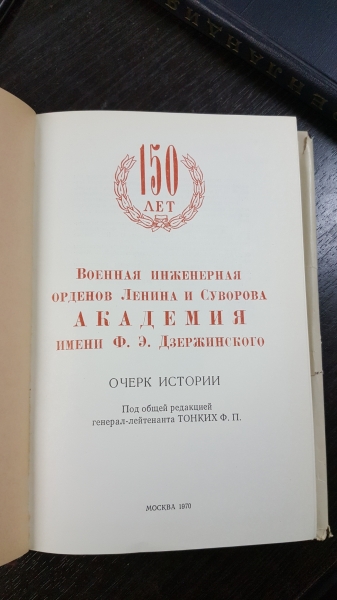 150
ЛЕТ
Военная инженерная
орденов Ленина и Суворова
АКАДЕМИЯ
имени Ф. Э. Дзержинского
ОЧЕРК ИСТОРИИ
Под общей редакцией
генерал-лейтенанта ТОНКИХ Ф. П.
МОСКВА 1970